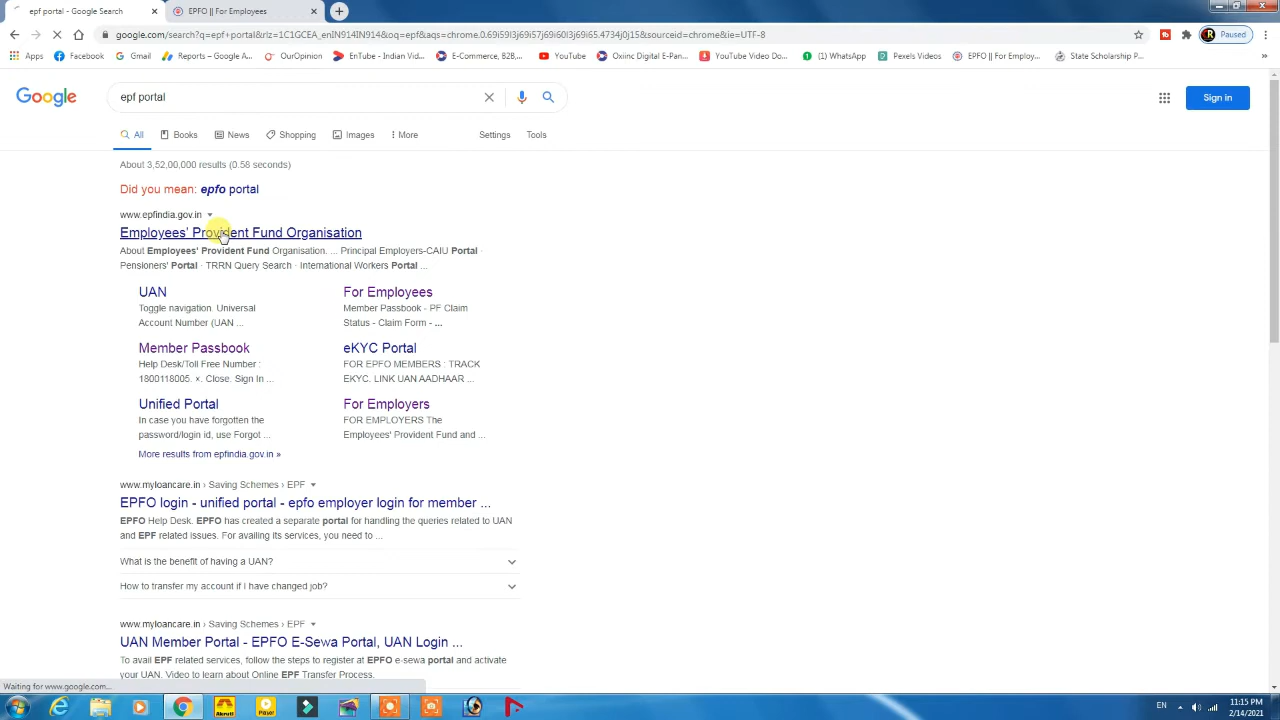 epf portal - Google Search
EPFO || For Employees
google.com/search?q=epf+portal&rlz=1C1GCEA_enIN914IN914&oq=epf&aqs=chrome.0.69i59l3j69i60l3j69i65.4734j0j15&sourceid=chrome&ie=UTF-8
Paused
Apps Facebook Gmail Reports - Google A... OurOpinion EnTube - Indian Vid... E-Commerce, B2B,... YouTube Oxiinc Digital E-Pan... YouTube Video Do... (1) WhatsApp Pexels Videos EPFO || For Employ... State Scholarship P... »
Google
epf portal
Sign in
All Books News Shopping Images More Settings Tools
About 3,52,00,000 results (0.58 seconds)
Did you mean: epfo portal
www.epfindia.gov.in
Employees' Provident Fund Organisation
About Employees' Provident Fund Organisation. ... Principal Employers-CAIU Portal ·
Pensioners' Portal · TRRN Query Search · International Workers Portal ...
UAN
Toggle navigation. Universal
Account Number (UAN ...
For Employees
Member Passbook - PF Claim
Status - Claim Form - ...
Member Passbook
Help Desk/Toll Free Number :
1800118005. ×. Close. Sign In ...
eKYC Portal
FOR EPFO MEMBERS : TRACK
EKYC. LINK UAN AADHAAR ...
Unified Portal
In case you have forgotten the
password/login id, use Forgot ...
For Employers
FOR EMPLOYERS The
Employees' Provident Fund and ...
More results from epfindia.gov.in »
www.myloancare.in › Saving Schemes › EPF
EPFO login - unified portal - epfo employer login for member ...
EPFO Help Desk. EPFO has created a separate portal for handling the queries related to UAN
and EPF related issues. For availing its services, you need to ...
What is the benefit of having a UAN?
How to transfer my account if I have changed job?
www.myloancare.in › Saving Schemes › EPF
UAN Member Portal - EPFO E-Sewa Portal, UAN Login ...
To avail EPF related services, follow the steps to register at EPFO e-sewa portal and activate
your UAN. Video to learn about Online EPF Transfer Process.
Waiting for www.google.com...
Akruti
Pixel
EN
11:15 PM
2/14/2021